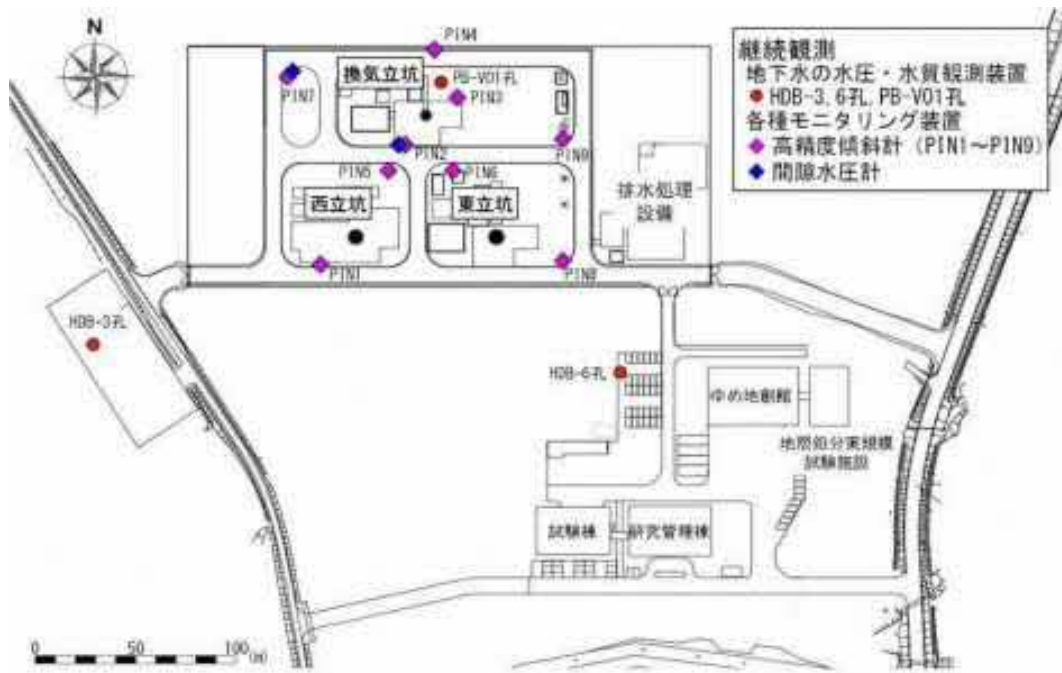 N
PIN4
継続観測
地下水の水圧・水質観測装置
HDB-3, 6孔, PB-V01孔
各種モニタリング装置
高精度傾斜計 (PIN1～PIN9)
間隙水圧計
換気立坑
PB-V01孔
PIN7
PIN3
PIN2
PIN9
PIN5
PIN6
排水処理
設備
西立坑
東立坑
PIN1
PIN8
HDB-3孔
HDB-6孔
ゆめ地創館
地層処分実規模
試験施設
試験棟
研究管理棟
0 50 100 (m)